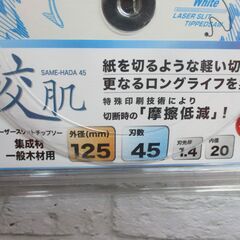 White
LASER SLIT
TIPPED SAW
紙を切るような軽い切
更なるロングライフを
特殊印刷技術により
切断時の「摩擦低減」!
鮫肌
SAME-HADA 45
ーザースリットチップソー
集成材
一般木材用
外径(mm)
125
刃数
45
刃先厚
1.4
内径
20